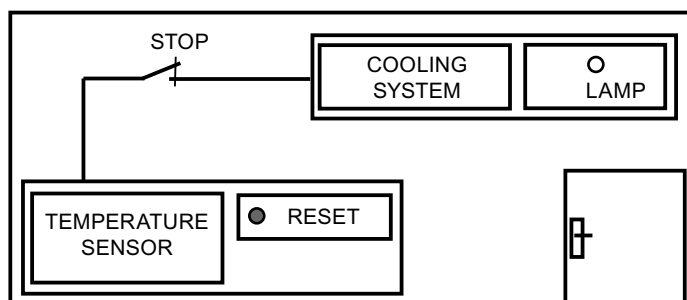 STOP
COOLING
SYSTEM
LAMP
TEMPERATURE
SENSOR
RESET